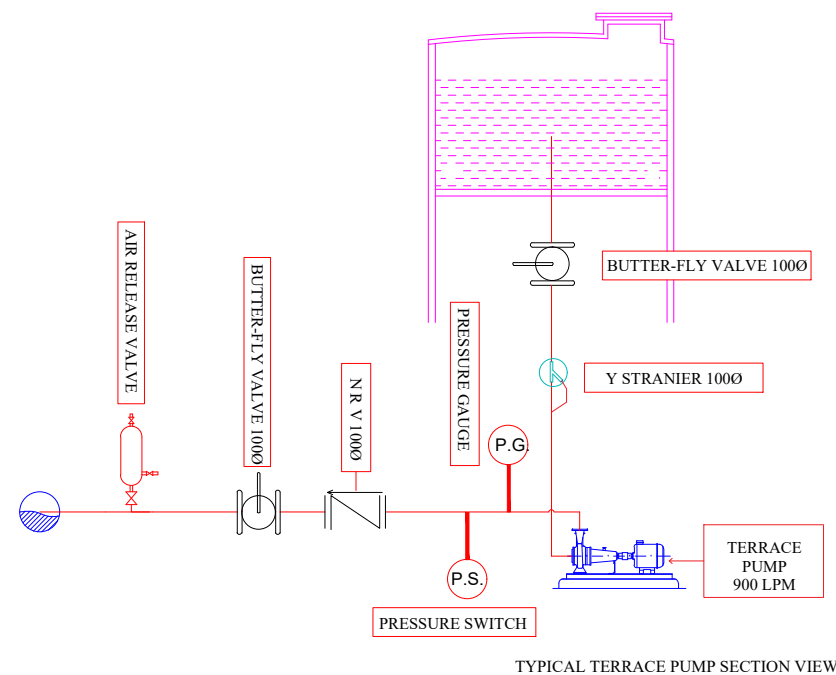 AIR RELEASE VALVE
BUTTER-FLY VALVE 100Ø
N R V 100Ø
PRESSURE GAUGE
BUTTER-FLY VALVE 100Ø
Y STRANIER 100Ø
P.G.
P.S.
PRESSURE SWITCH
TERRACE
PUMP
900 LPM
TYPICAL TERRACE PUMP SECTION VIEW